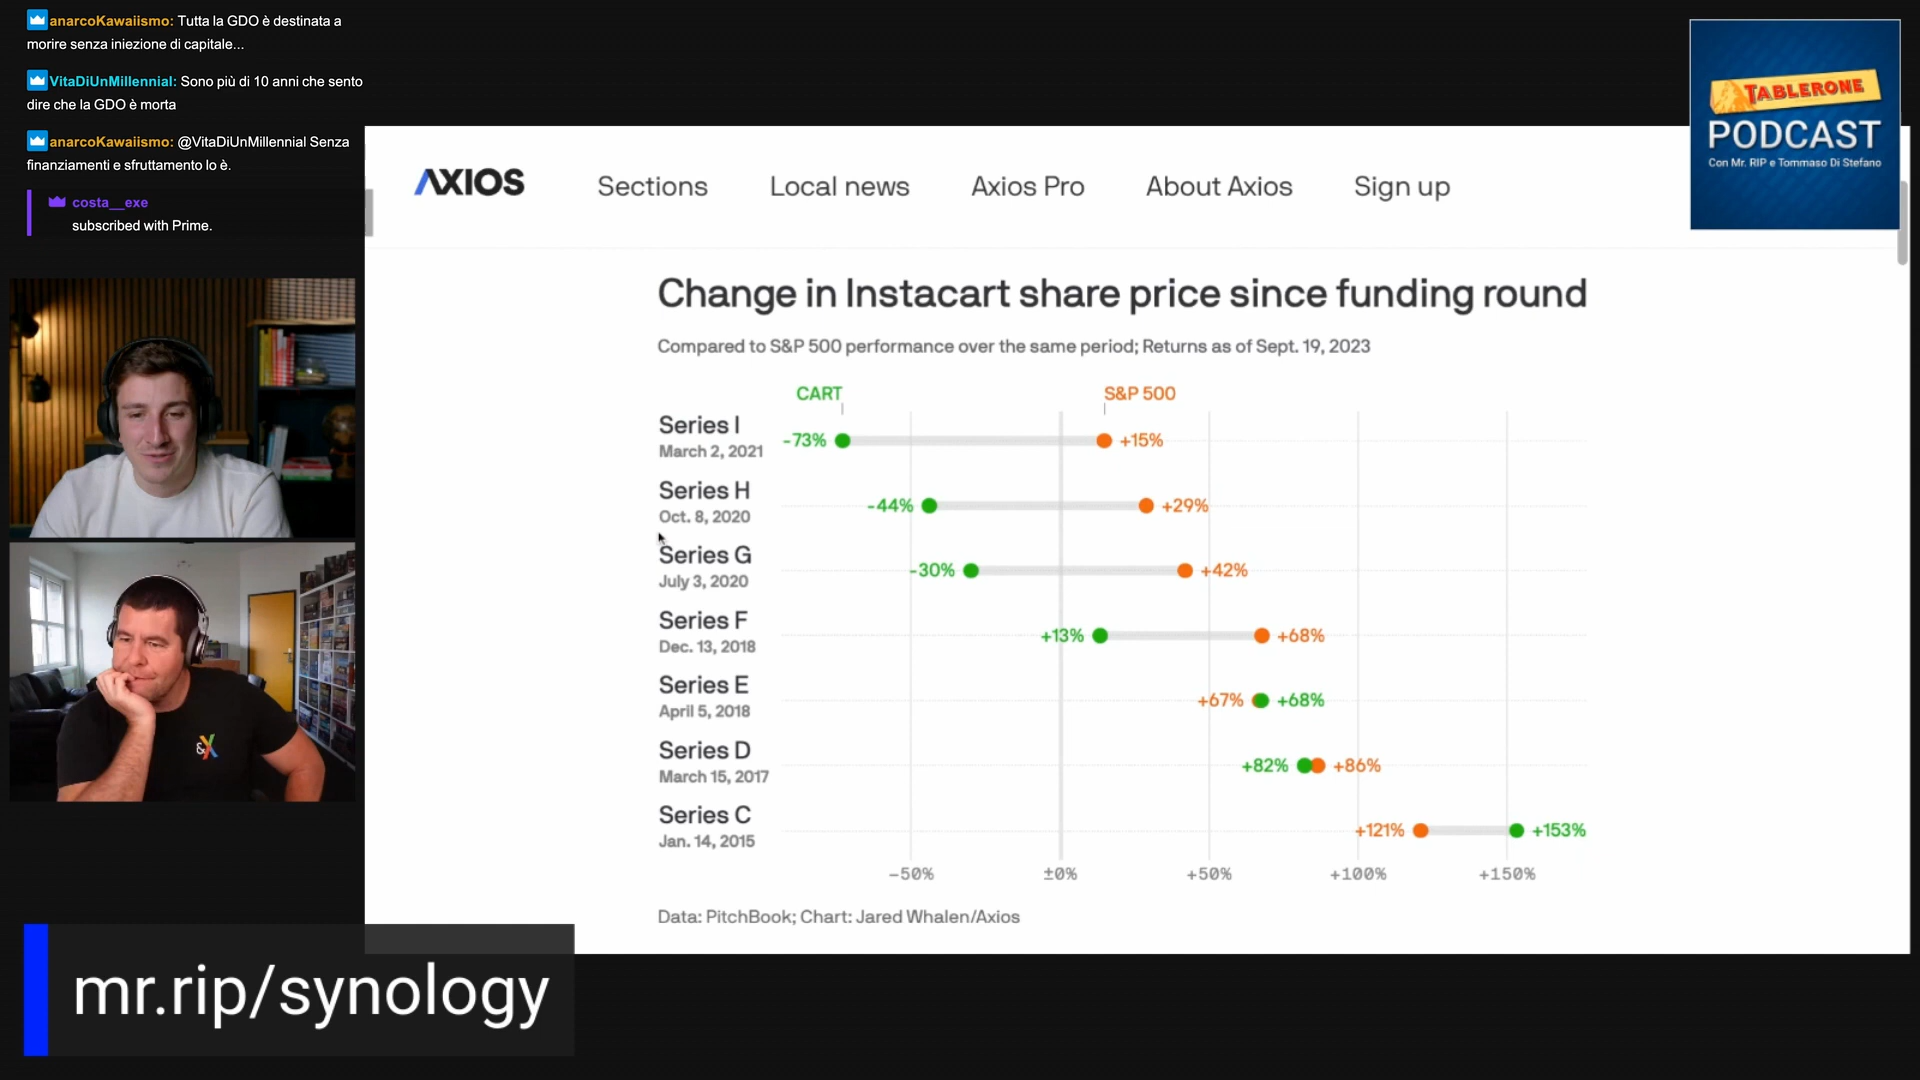 anarcoKawaiismo: Tutta la GDO è destinata a
morire senza iniezione di capitale...
VitaDiUnMillennial: Sono più di 10 anni che sento
dire che la GDO è morta
anarcoKawaiismo: @VitaDiUnMillennial Senza
finanziamenti e sfruttamento lo è.
costa__exe
subscribed with Prime.
TABLERONE
PODCAST
Con Mr. RIP e Tommaso Di Stefano
AXIOS Sections Local news Axios Pro About Axios Sign up
Change in Instacart share price since funding round
Compared to S&P 500 performance over the same period; Returns as of Sept. 19, 2023
CART S&P 500
Series I
March 2, 2021
-73% +15%
Series H
Oct. 8, 2020
-44% +29%
Series G
July 3, 2020
-30% +42%
Series F
Dec. 13, 2018
+13% +68%
Series E
April 5, 2018
+67% +68%
Series D
March 15, 2017
+82% +86%
Series C
Jan. 14, 2015
+121% +153%
-50% ±0% +50% +100% +150%
Data: PitchBook; Chart: Jared Whalen/Axios
&X
mr.rip/synology